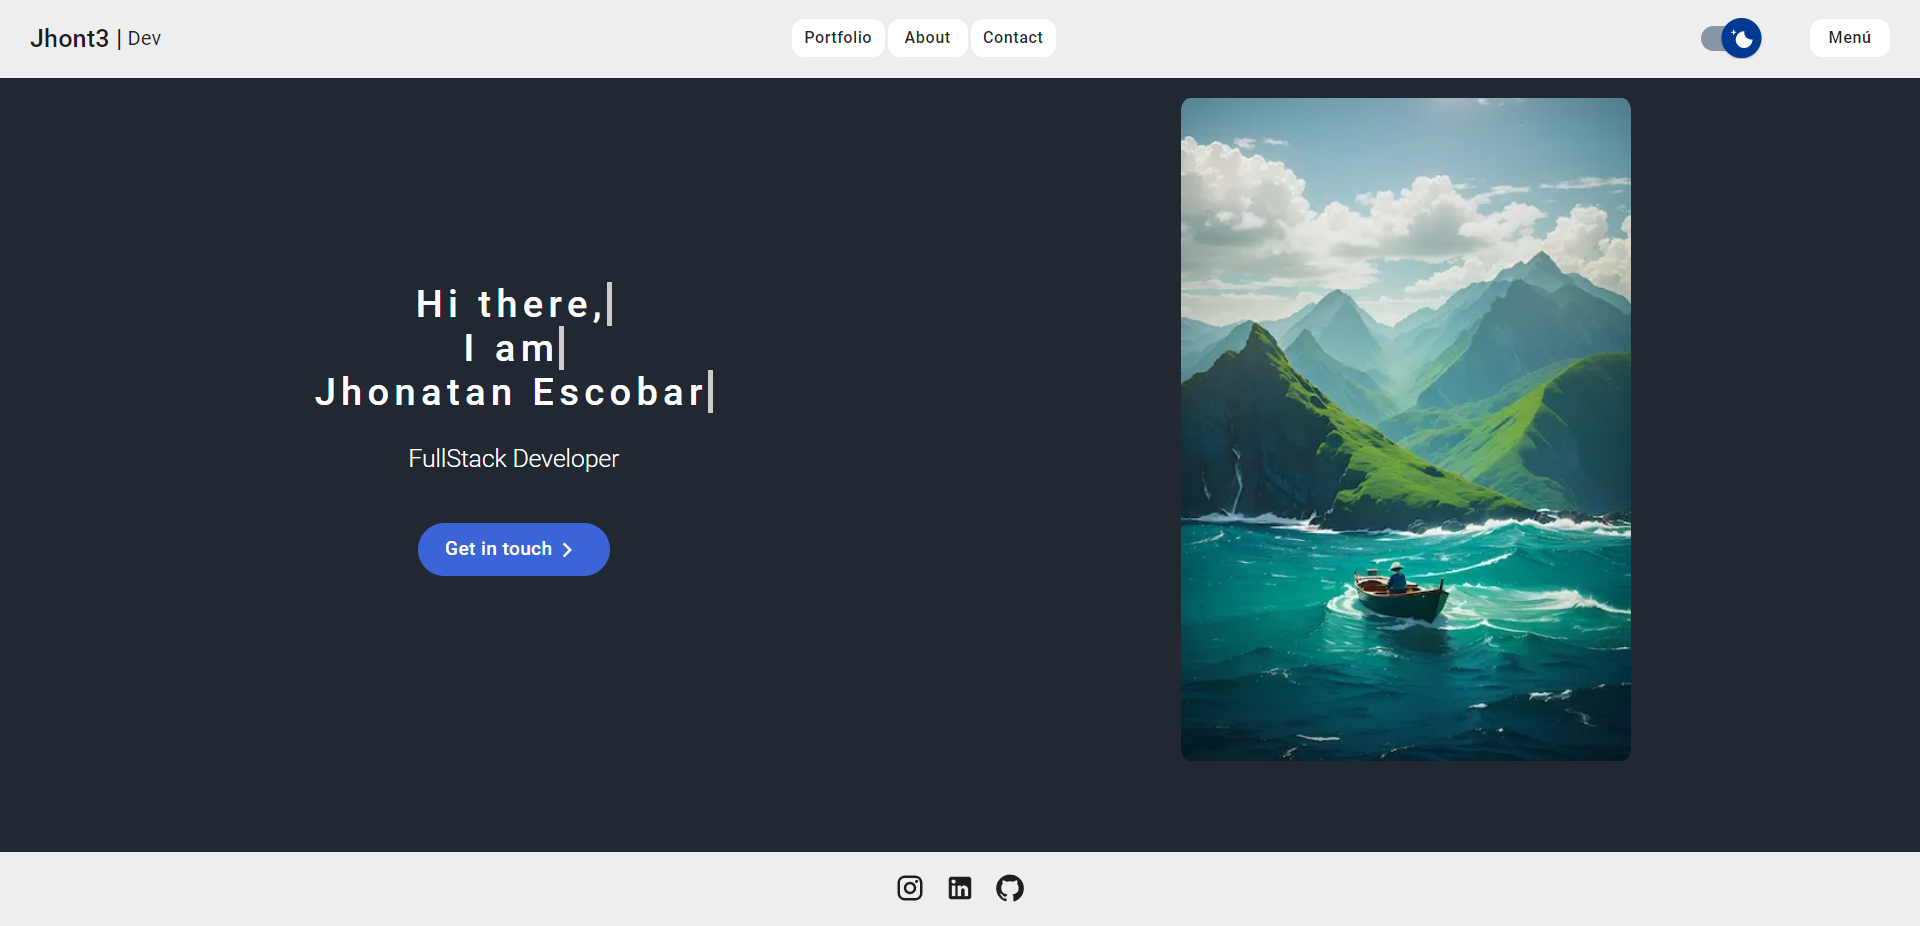 Jhont3 | Dev
Portfolio About Contact
Menú
Hi there,
I am
Jhonatan Escobar
FullStack Developer
Get in touch